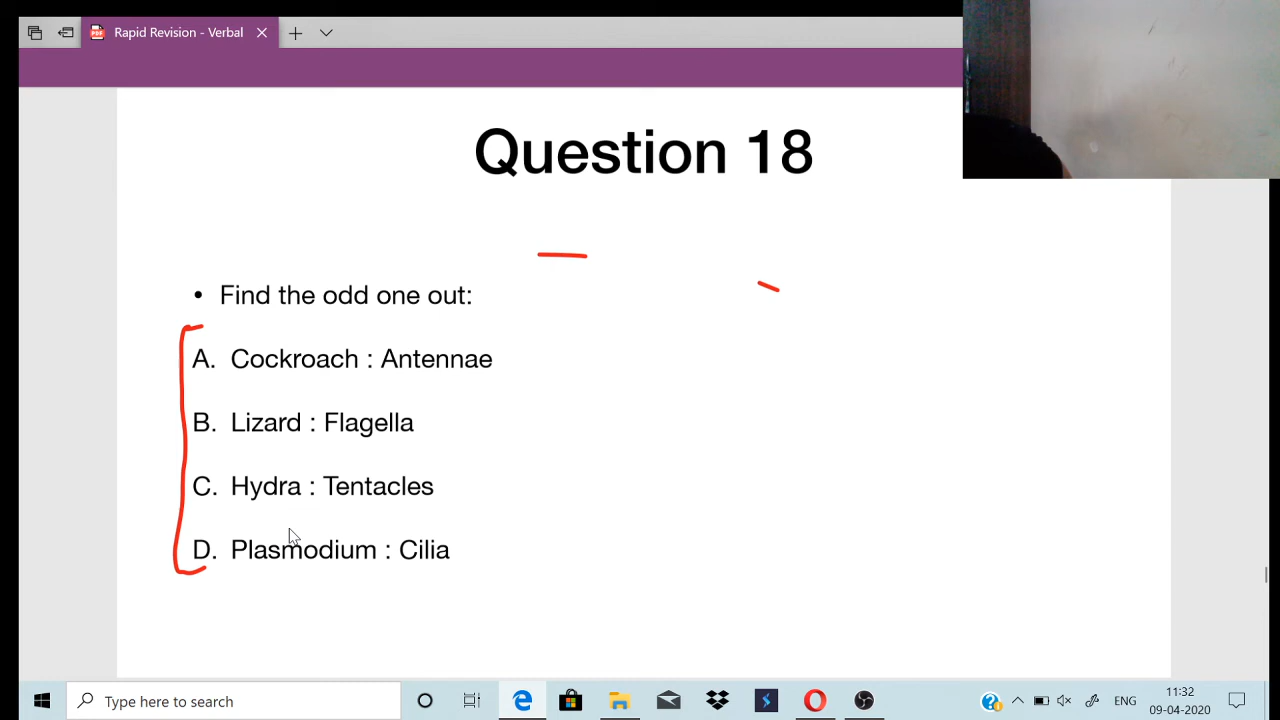 Rapid Revision - Verbal
Question 18
• Find the odd one out:
A. Cockroach : Antennae
B. Lizard : Flagella
C. Hydra : Tentacles
D. Plasmodium : Cilia
Type here to search
ENG
11:32
09-04-2020